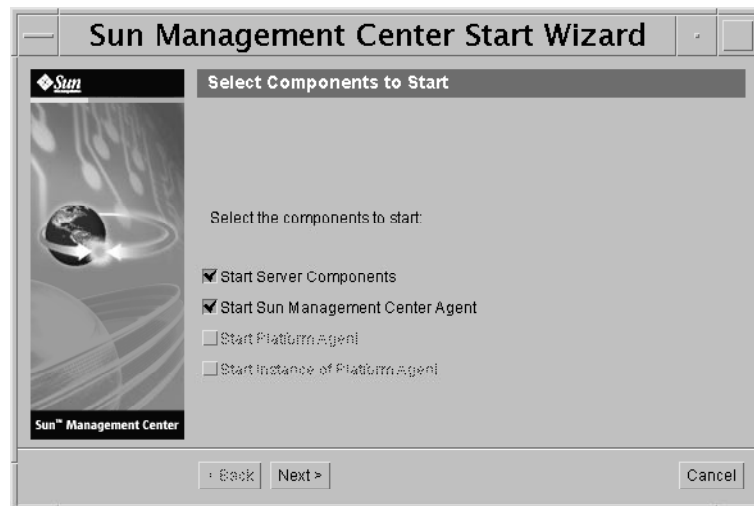 Sun Management Center Start Wizard
Sun
Select Components to Start
Select the components to start:
Start Server Components
Start Sun Management Center Agent
Start Platform Agent
Start Instance of Platform Agent
Sun™ Management Center
< Back
Next >
Cancel